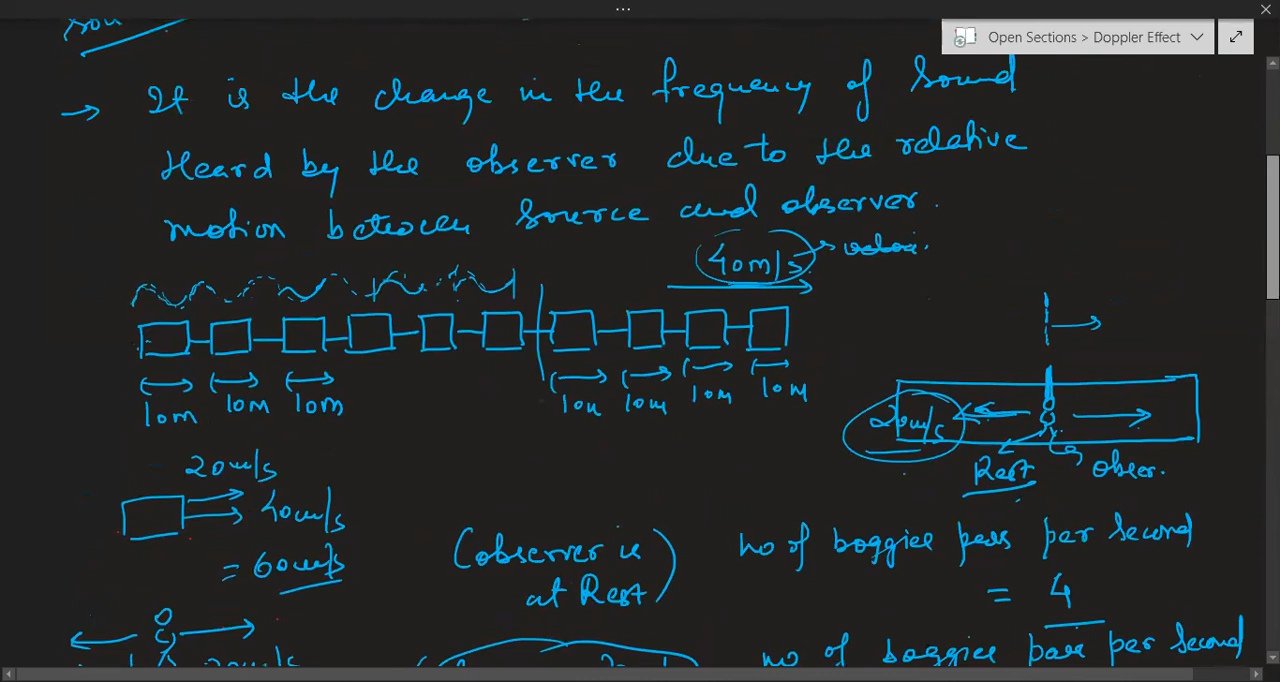 Open Sections > Doppler Effect
→ It is the change in the frequency of sound
Heard by the observer due to the relative
motion between source and observer.
40m/s
10m 10m 10m 10m 10m 10m 10m
20m/s
Rest obser.
20m/s
40m/s
= 60m/s
(observer is
at Rest)
no of boggies pass per second
= 4
no of boggies pass per second